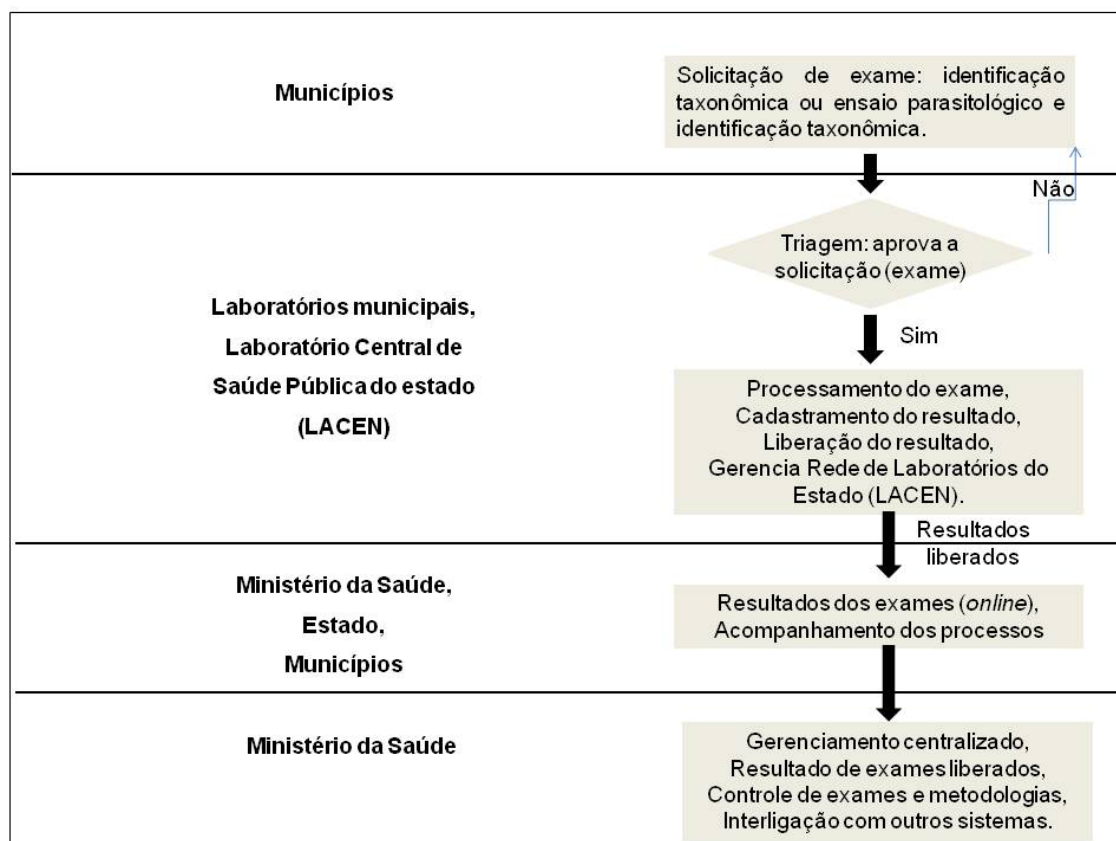 Municípios
Solicitação de exame: identificação
taxonômica ou ensaio parasitológico e
identificação taxonômica.
Não
Triagem: aprova a
solicitação (exame)
Sim
Laboratórios municipais,
Laboratório Central de
Saúde Pública do estado
(LACEN)
Processamento do exame,
Cadastramento do resultado,
Liberação do resultado,
Gerencia Rede de Laboratórios do
Estado (LACEN).
Resultados
liberados
Ministério da Saúde,
Estado,
Municípios
Resultados dos exames (online),
Acompanhamento dos processos
Ministério da Saúde
Gerenciamento centralizado,
Resultado de exames liberados,
Controle de exames e metodologias,
Interligação com outros sistemas.